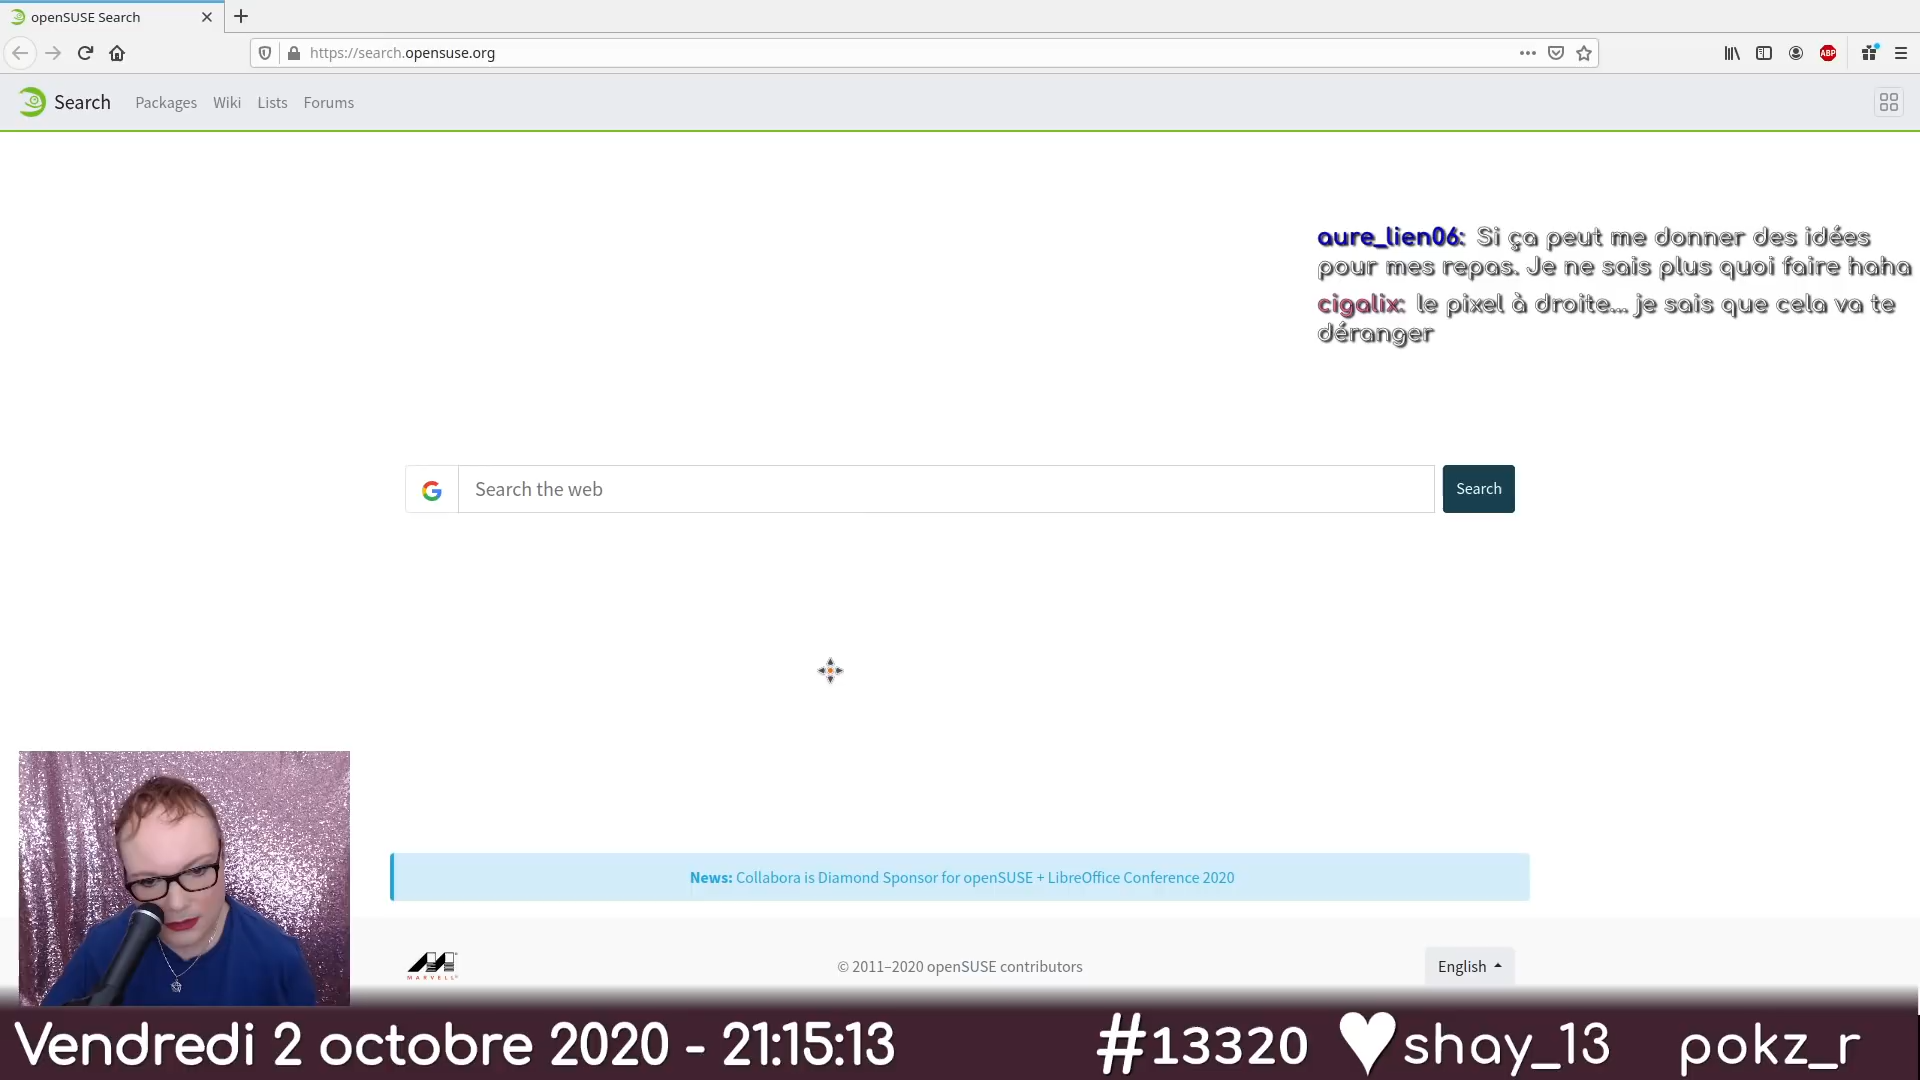 openSUSE Search
https://search.opensuse.org
ABP
Search Packages Wiki Lists Forums
aure_lien06: Si ça peut me donner des idées
pour mes repas. Je ne sais plus quoi faire haha
cigalix: le pixel à droite... je sais que cela va te
déranger
Search the web
Search
News: Collabora is Diamond Sponsor for openSUSE + LibreOffice Conference 2020
MARVELL
© 2011–2020 openSUSE contributors
English
Vendredi 2 octobre 2020 - 21:15:13
#13320 ♥shay_13 pokz_r